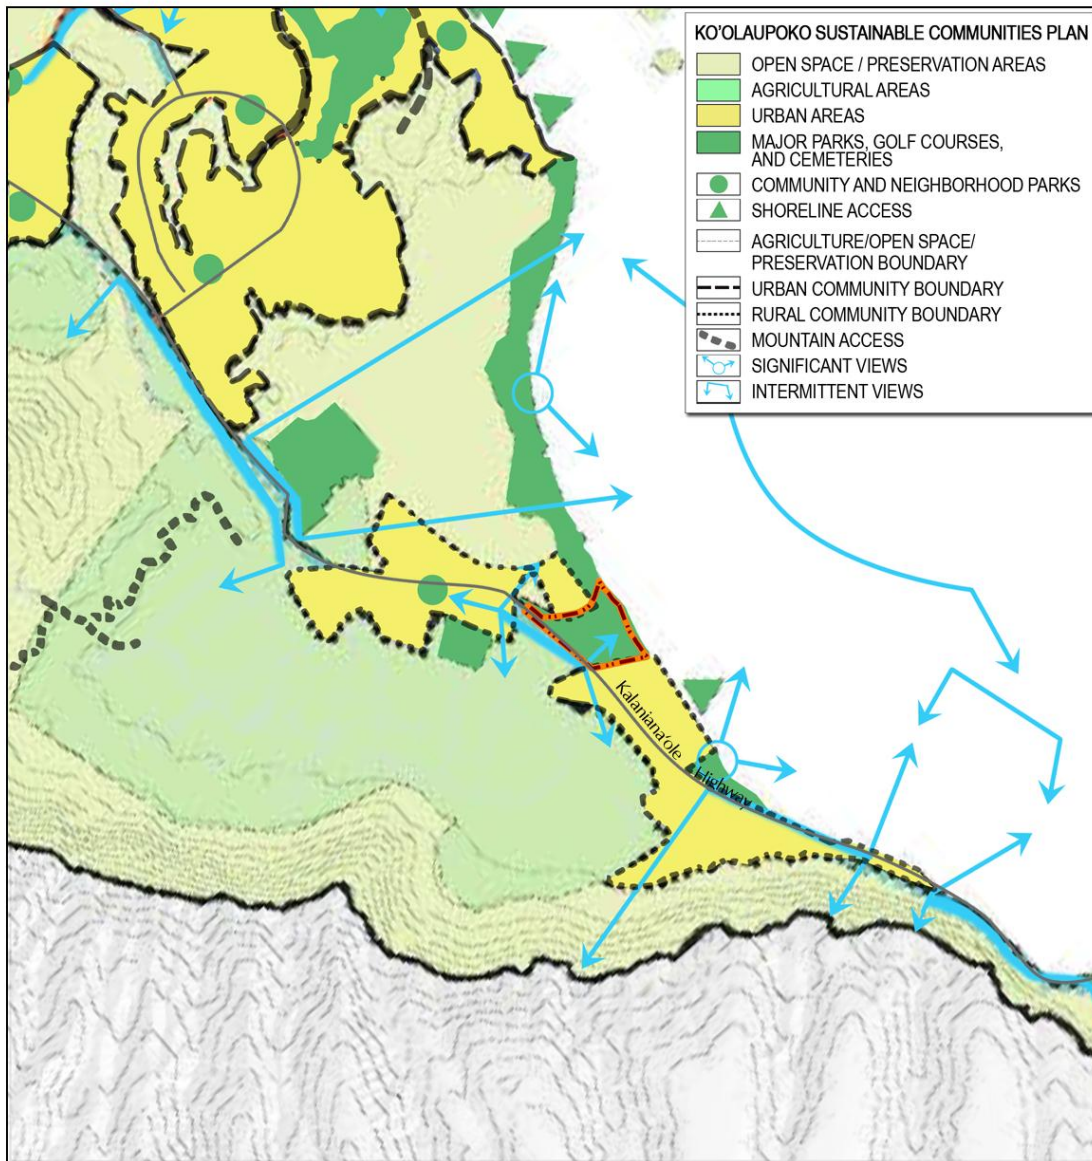 KO'OLAUPOKO SUSTAINABLE COMMUNITIES PLAN
OPEN SPACE / PRESERVATION AREAS
AGRICULTURAL AREAS
URBAN AREAS
MAJOR PARKS, GOLF COURSES,
AND CEMETERIES
COMMUNITY AND NEIGHBORHOOD PARKS
SHORELINE ACCESS
AGRICULTURE/OPEN SPACE/
PRESERVATION BOUNDARY
URBAN COMMUNITY BOUNDARY
RURAL COMMUNITY BOUNDARY
MOUNTAIN ACCESS
SIGNIFICANT VIEWS
INTERMITTENT VIEWS
Kalaniana'ole
Highway